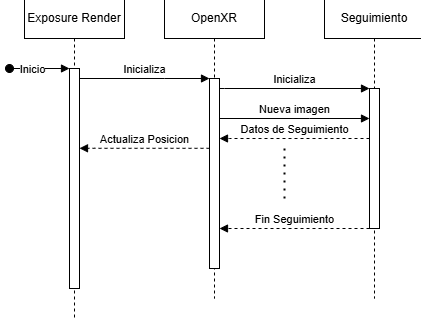 Exposure Render
OpenXR
Seguimiento
Inicio
Inicializa
Inicializa
Nueva imagen
Datos de Seguimiento
Actualiza Posicion
Fin Seguimiento